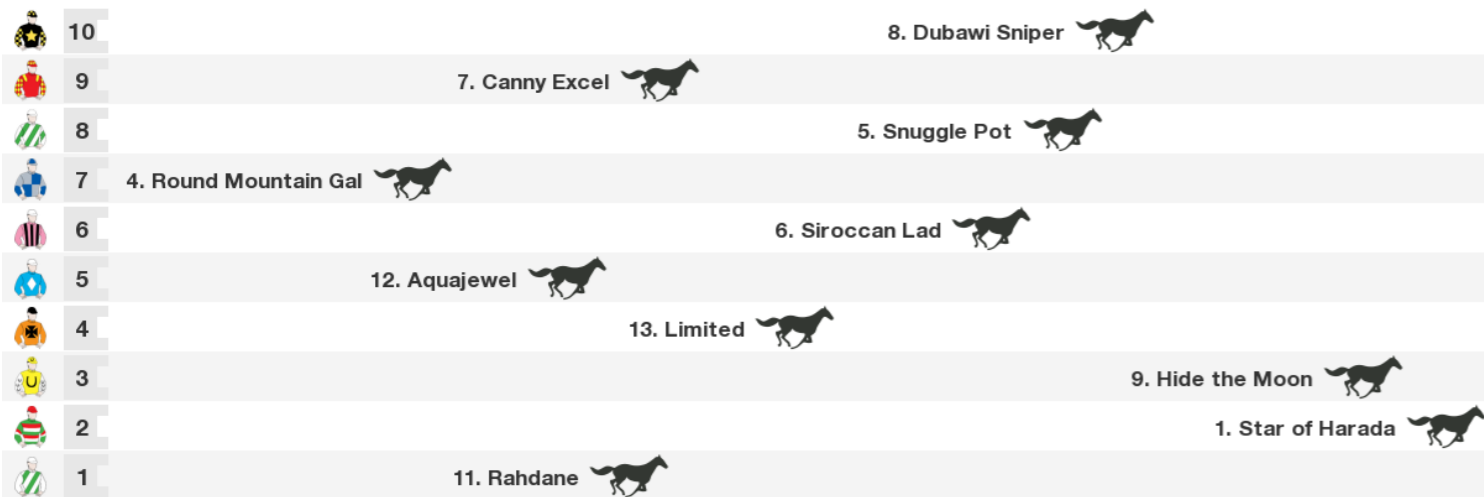 10 8. Dubawi Sniper
9 7. Canny Excel
8 5. Snuggle Pot
7 4. Round Mountain Gal
6 6. Siroccan Lad
5 12. Aquajewel
4 13. Limited
3 9. Hide the Moon
2 1. Star of Harada
1 11. Rahdane